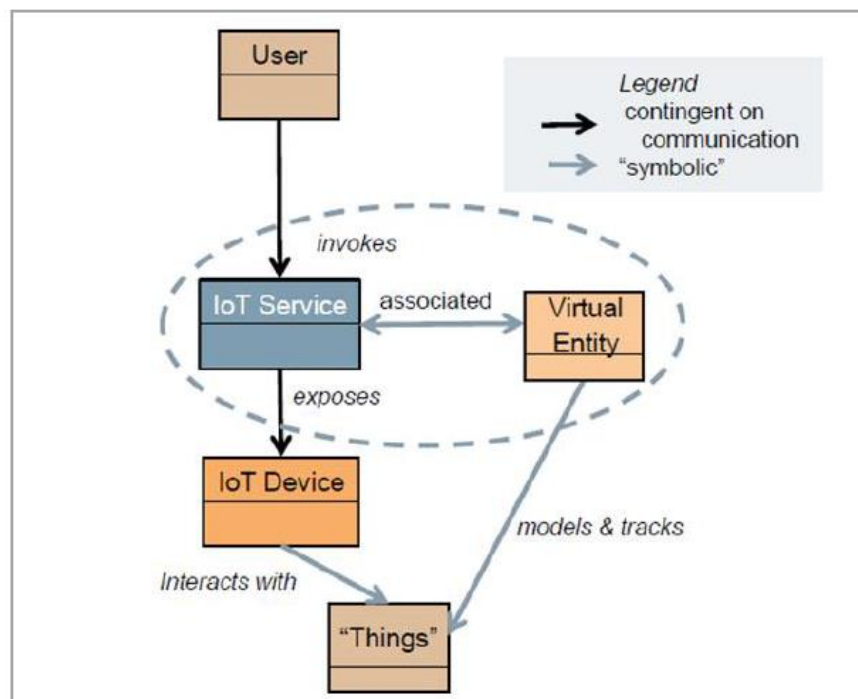 User
Legend
contingent on
communication
“symbolic”
invokes
IoT Service
associated
Virtual
Entity
exposes
IoT Device
models & tracks
Interacts with
“Things”